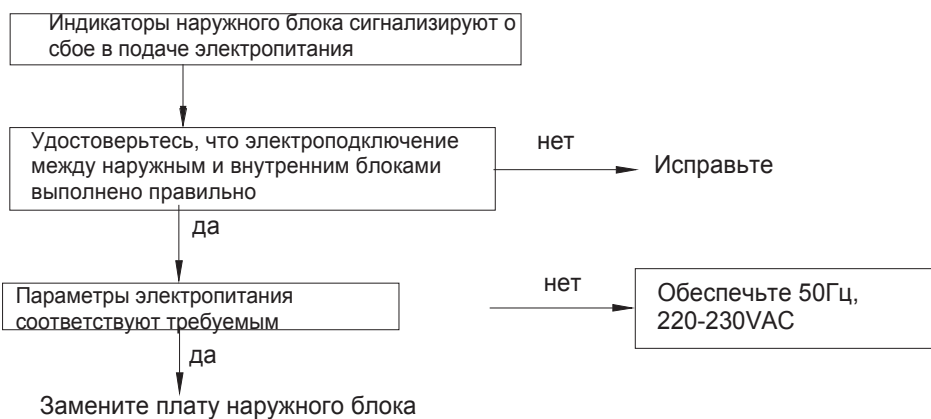 Индикаторы наружного блока сигнализируют о
сбое в подаче электропитания
Удостоверьтесь, что электроподключение
между наружным и внутренним блоками
выполнено правильно
нет
Исправьте
да
Параметры электропитания
соответствуют требуемым
нет
Обеспечьте 50Гц,
220-230VAC
да
Замените плату наружного блока